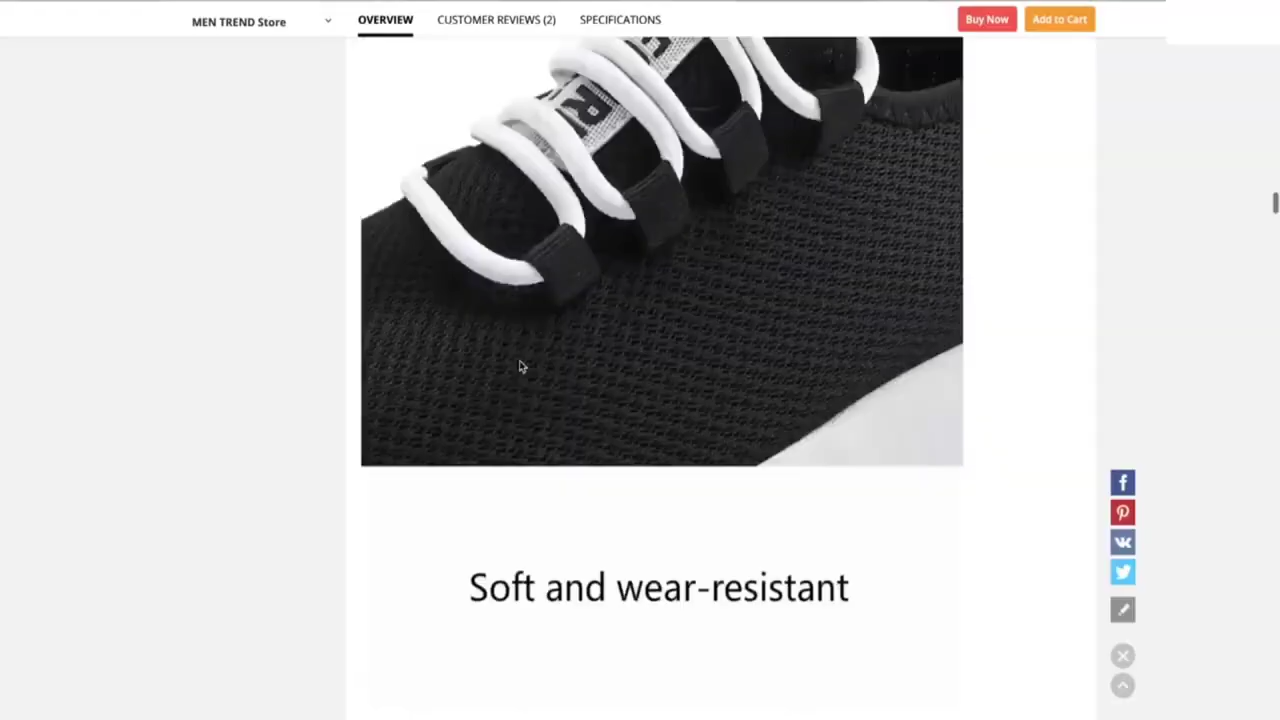 MEN TREND Store
OVERVIEW
CUSTOMER REVIEWS (2)
SPECIFICATIONS
Buy Now
Add to Cart
R
Soft and wear-resistant